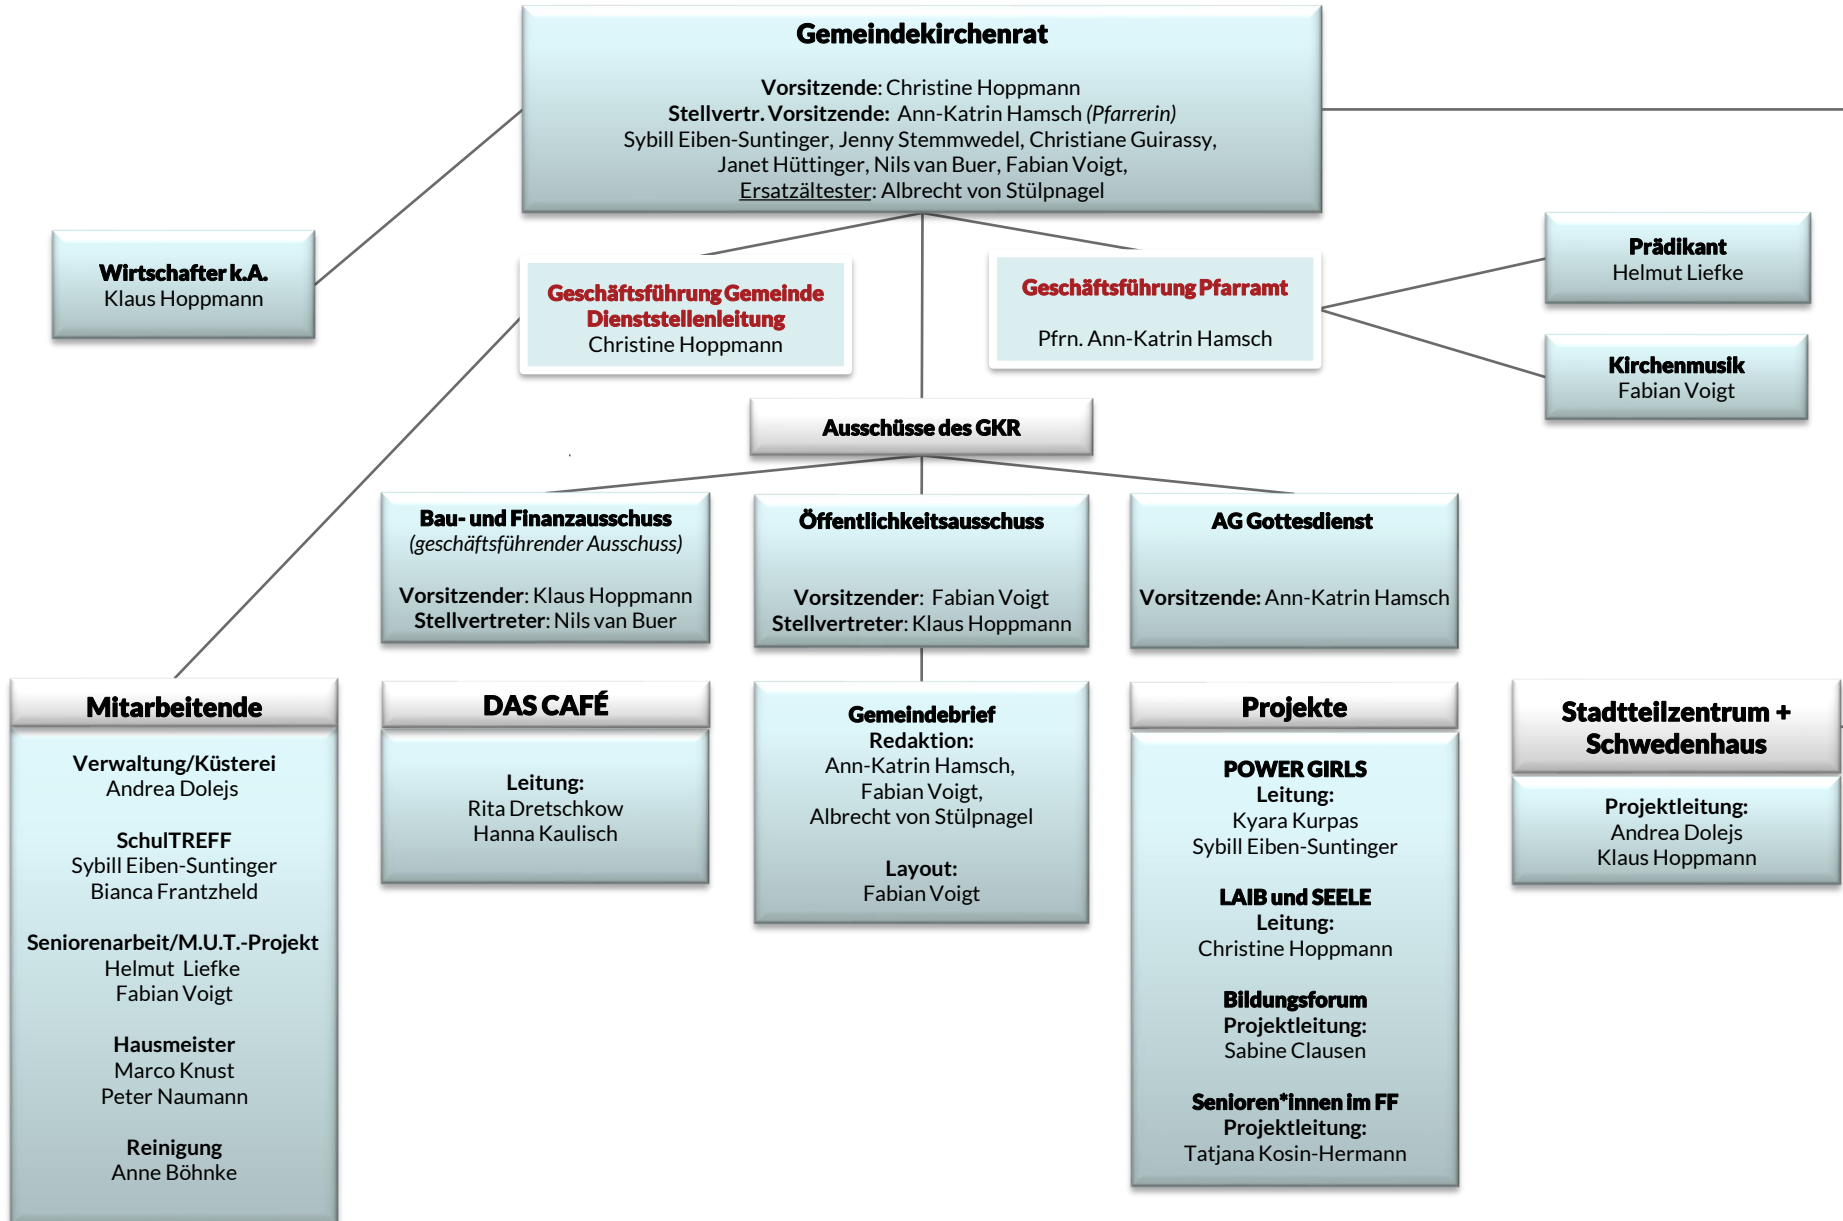 Gemeindekirchenrat
Vorsitzende: Christine Hoppmann
Stellvertr. Vorsitzende: Ann-Katrin Hamsch (Pfarrerin)
Sybill Eiben-Suntinger, Jenny Stemmwedel, Christiane Guirassy,
Janet Hüttinger, Nils van Buer, Fabian Voigt,
Ersatzältester: Albrecht von Stülpnagel
Wirtschafter k.A.
Klaus Hoppmann
Geschäftsführung Gemeinde
Dienststellenleitung
Christine Hoppmann
Geschäftsführung Pfarramt
Pfrn. Ann-Katrin Hamsch
Prädikant
Helmut Liefke
Kirchenmusik
Fabian Voigt
Ausschüsse des GKR
Bau- und Finanzausschuss
(geschäftsführender Ausschuss)
Vorsitzender: Klaus Hoppmann
Stellvertreter: Nils van Buer
Öffentlichkeitsausschuss
Vorsitzender: Fabian Voigt
Stellvertreter: Klaus Hoppmann
AG Gottesdienst
Vorsitzende: Ann-Katrin Hamsch
Mitarbeitende
Verwaltung/Küsterei
Andrea Dolejs
SchulTREFF
Sybill Eiben-Suntinger
Bianca Frantzheld
Seniorenarbeit/M.U.T.-Projekt
Helmut Liefke
Fabian Voigt
Hausmeister
Marco Knust
Peter Naumann
Reinigung
Anne Böhnke
DAS CAFÉ
Leitung:
Rita Dretschkow
Hanna Kaulisch
Gemeindebrief
Redaktion:
Ann-Katrin Hamsch,
Fabian Voigt,
Albrecht von Stülpnagel
Layout:
Fabian Voigt
Projekte
POWER GIRLS
Leitung:
Kyara Kurpas
Sybill Eiben-Suntinger
LAIB und SEELE
Leitung:
Christine Hoppmann
Bildungsforum
Projektleitung:
Sabine Clausen
Senioren*innen im FF
Projektleitung:
Tatjana Kosin-Hermann
Stadtteilzentrum +
Schwedenhaus
Projektleitung:
Andrea Dolejs
Klaus Hoppmann